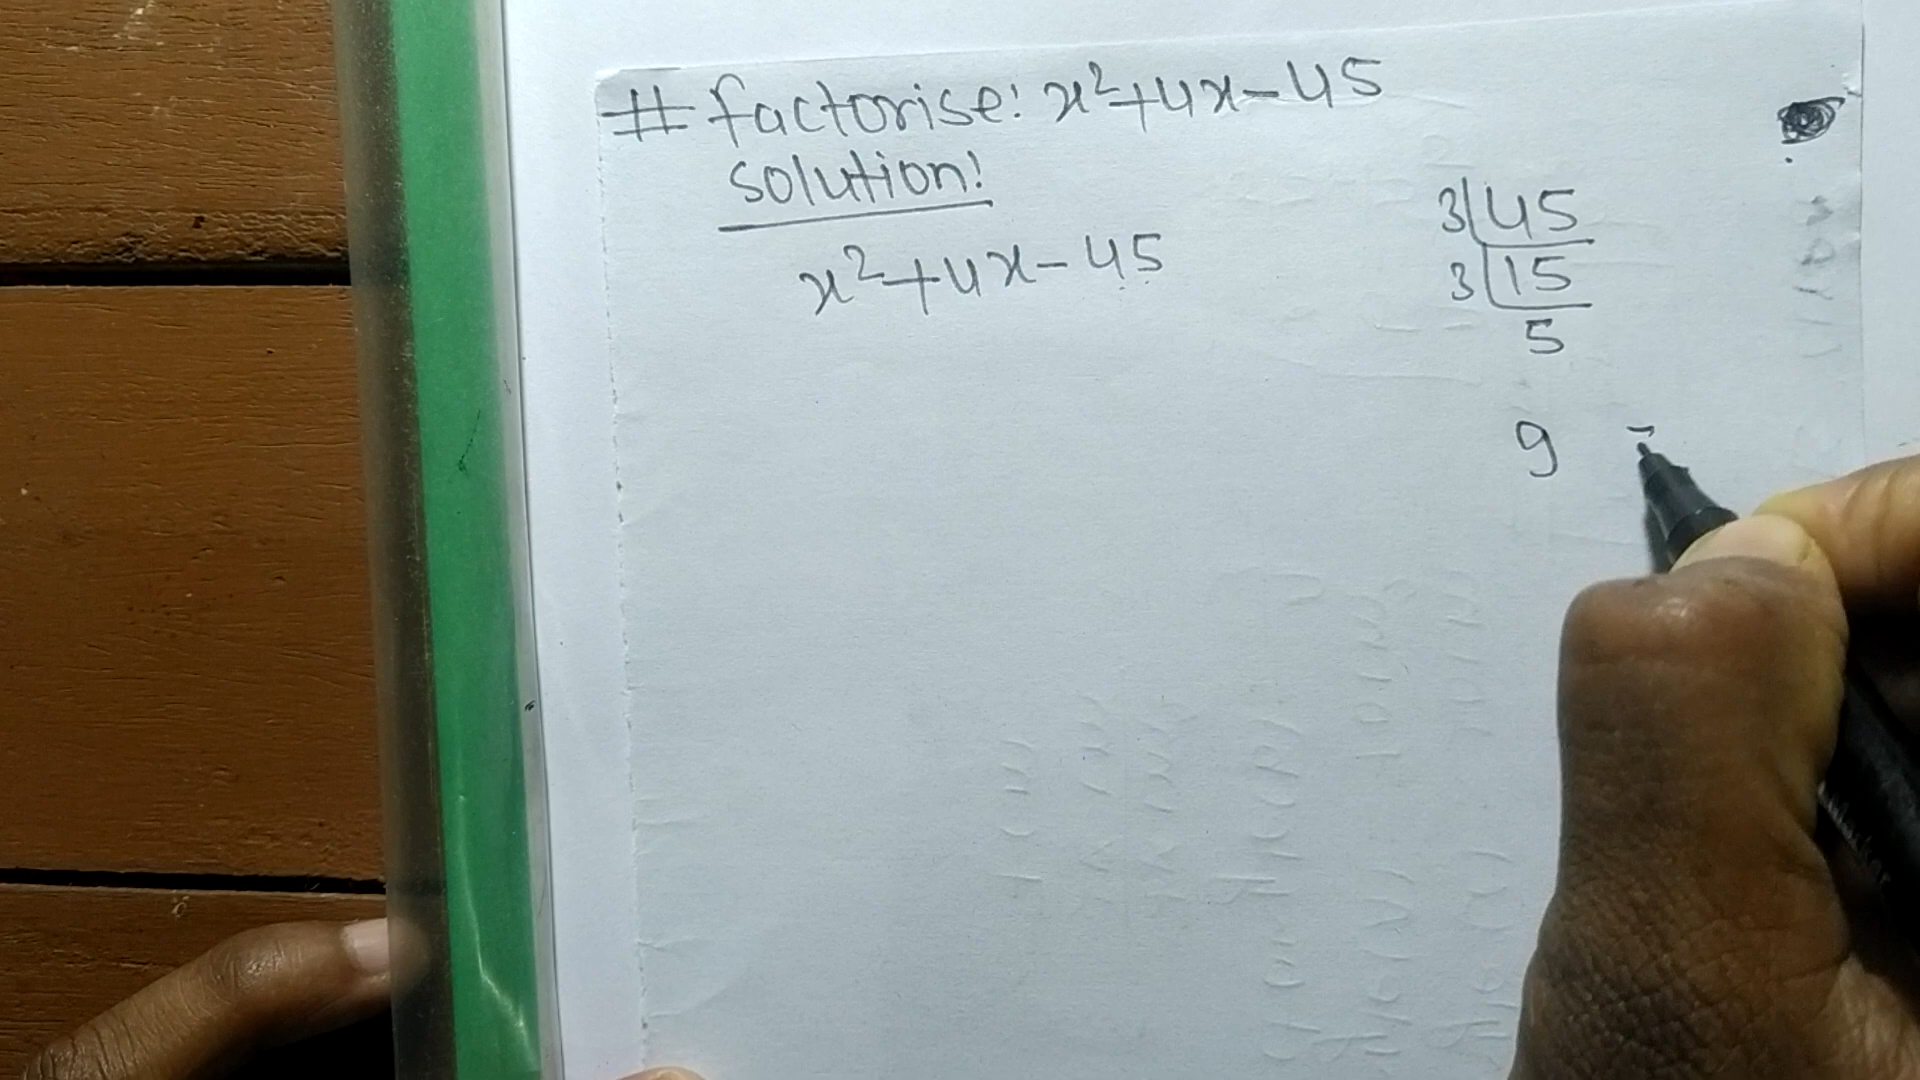 # factorise: x²+4x-45
solution:
x²+4x-45
3|45
3|15
5
9